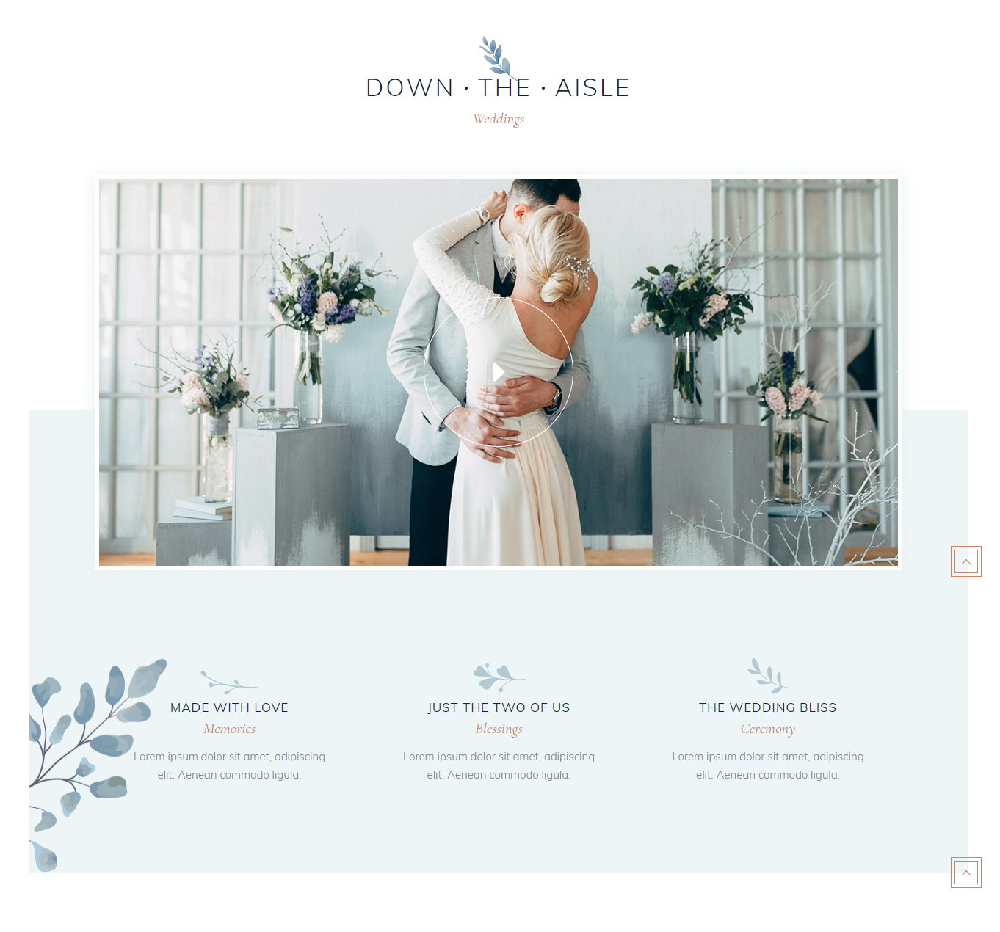 DOWN · THE · AISLE
Weddings
MADE WITH LOVE
Memories
Lorem ipsum dolor sit amet, adipiscing
elit. Aenean commodo ligula.
JUST THE TWO OF US
Blessings
Lorem ipsum dolor sit amet, adipiscing
elit. Aenean commodo ligula.
THE WEDDING BLISS
Ceremony
Lorem ipsum dolor sit amet, adipiscing
elit. Aenean commodo ligula.